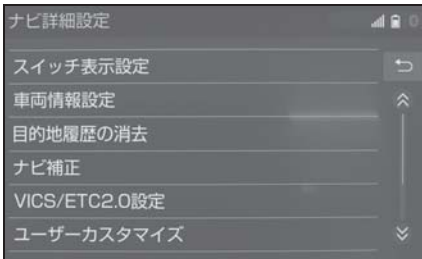 ナビ詳細設定
スイッチ表示設定
車両情報設定
目的地履歴の消去
ナビ補正
VICS/ETC2.0設定
ユーザーカスタマイズ